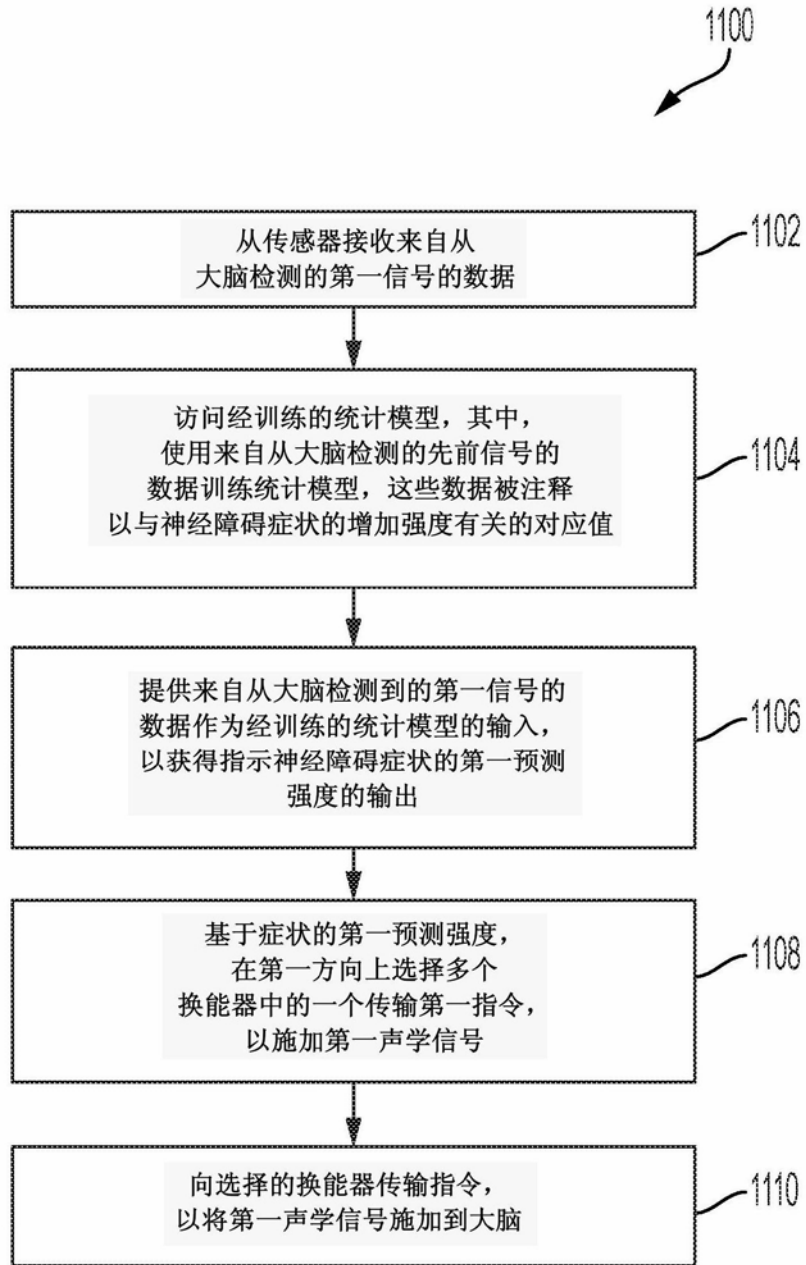 1100
从传感器接收来自从
大脑检测的第一信号的数据
1102
访问经训练的统计模型，其中，
使用来自从大脑检测的先前信号的
数据训练统计模型，这些数据被注释
以与神经障碍症状的增加强度有关的对应值
1104
提供来自从大脑检测到的第一信号的
数据作为经训练的统计模型的输入，
以获得指示神经障碍症状的第一预测
强度的输出
1106
基于症状的第一预测强度，
在第一方向上选择多个
换能器中的一个传输第一指令，
以施加第一声学信号
1108
向选择的换能器传输指令，
以将第一声学信号施加到大脑
1110